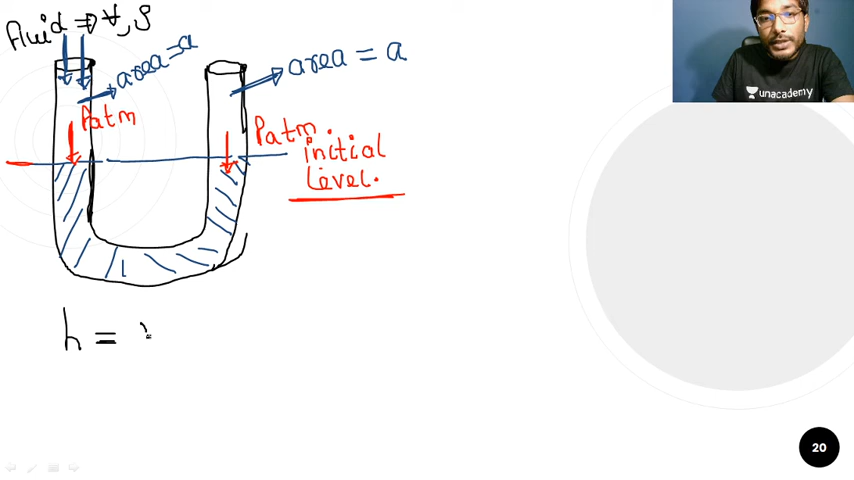 fluid ⇒ ∀, ρ
area = a
area = a
Patm
Patm.
initial
level.
h =
unacademy
20